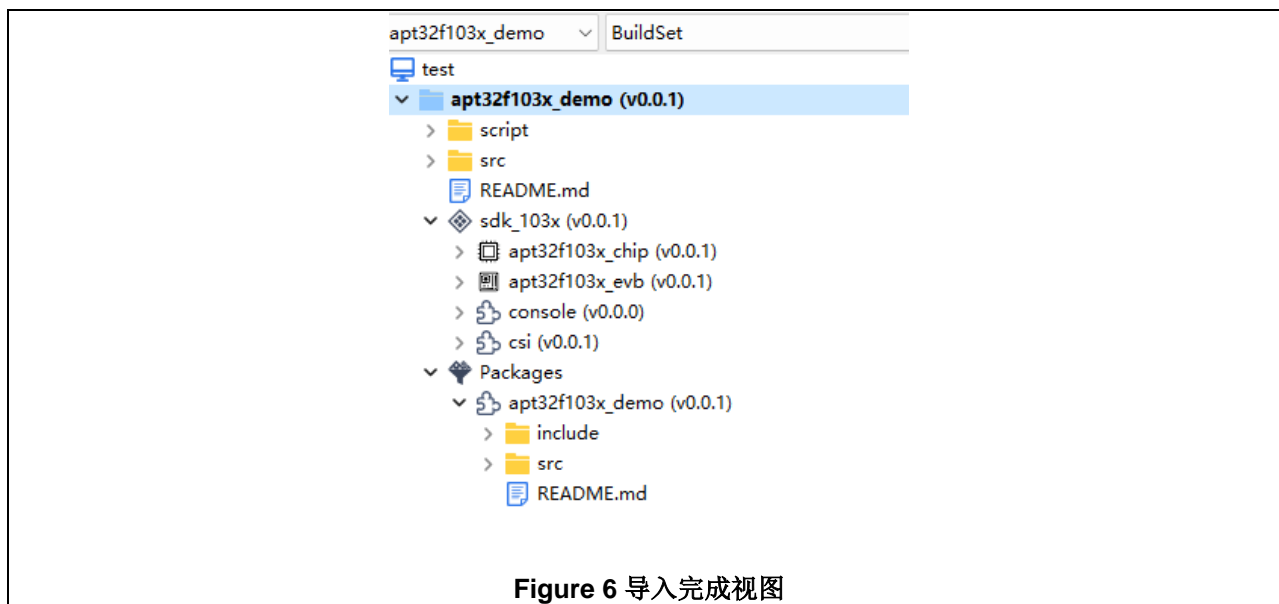 apt32f103x_demo BuildSet
test
apt32f103x_demo (v0.0.1)
script
src
README.md
sdk_103x (v0.0.1)
apt32f103x_chip (v0.0.1)
apt32f103x_evb (v0.0.1)
console (v0.0.0)
csi (v0.0.1)
Packages
apt32f103x_demo (v0.0.1)
include
src
README.md
Figure 6 导入完成视图